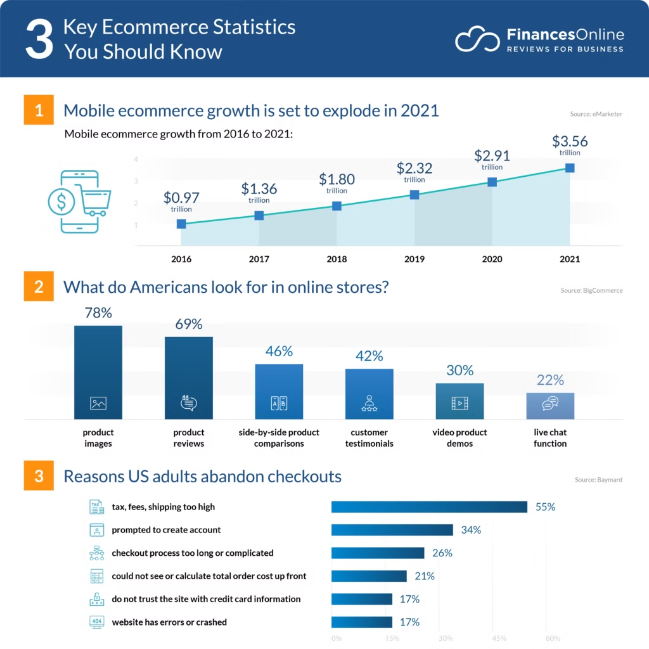 3
Key Ecommerce Statistics
You Should Know
FinancesOnline
REVIEWS FOR BUSINESS
1
Mobile ecommerce growth is set to explode in 2021
Source: eMarketer
Mobile ecommerce growth from 2016 to 2021:
4
3
2
1
$
$0.97
trillion
$1.36
trillion
$1.80
trillion
$2.32
trillion
$2.91
trillion
$3.56
trillion
2016 2017 2018 2019 2020 2021
2
What do Americans look for in online stores?
Source: BigCommerce
78% 69% 46% 42% 30% 22%
A B
product
images
product
reviews
side-by-side product
comparisons
customer
testimonials
video product
demos
live chat
function
3
Reasons US adults abandon checkouts
Source: Baymard
TAX
tax, fees, shipping too high 55%
prompted to create account 34%
checkout process too long or complicated 26%
could not see or calculate total order cost up front 21%
do not trust the site with credit card information 17%
404
website has errors or crashed 17%
0% 15% 30% 45% 60%